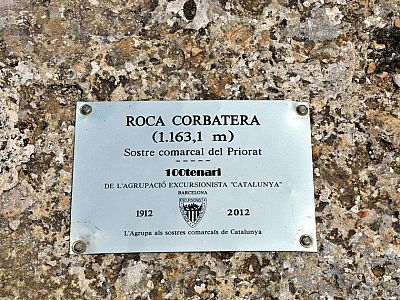 ROCA CORBATERA
(1.163,1 m)
Sostre comarcal del Priorat
-----
100tenari
DE L'AGRUPACIÓ EXCURSIONISTA "CATALUNYA"
BARCELONA
1912 2012
L'Agrupa als sostres comarcals de Catalunya